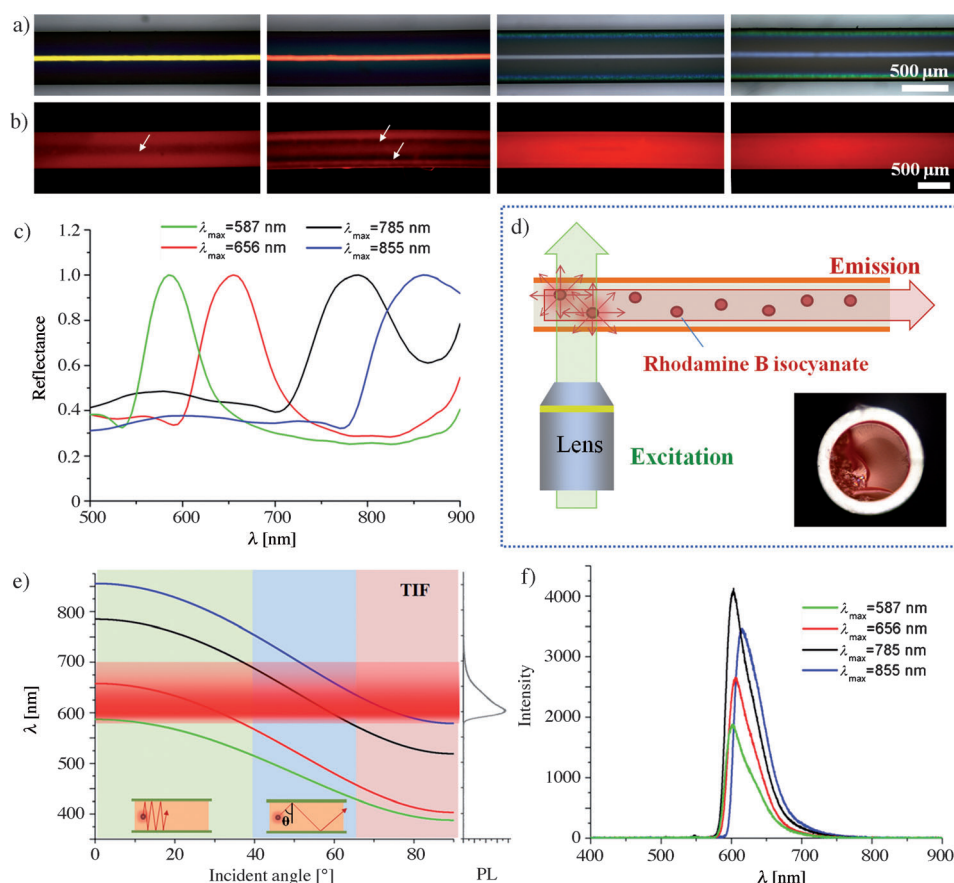 a)
500 μm
b)
500 μm
c)
λmax=587 nm
λmax=785 nm
λmax=656 nm
λmax=855 nm
1.2
1.0
0.8
0.6
0.4
0.2
0
Reflectance
500
600
700
800
900
λ [nm]
d)
Emission
Rhodamine B isocyanate
Lens
Excitation
e)
TIF
800
700
600
500
400
λ [nm]
θ
0
20
40
60
80
Incident angle [°]
PL
f)
λmax=587 nm
λmax=656 nm
λmax=785 nm
λmax=855 nm
4000
3000
2000
1000
0
Intensity
400
500
600
700
800
900
λ [nm]